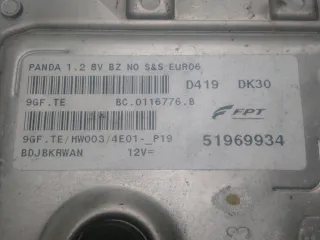 PANDA 1.2 8V BZ NO S&S EURO6
D419 DK30
9GF.TE BC.0116776.B
FPT
9GF.TE/HW003/4E01-_P19 51969934
BDJBKRWAN 12V=